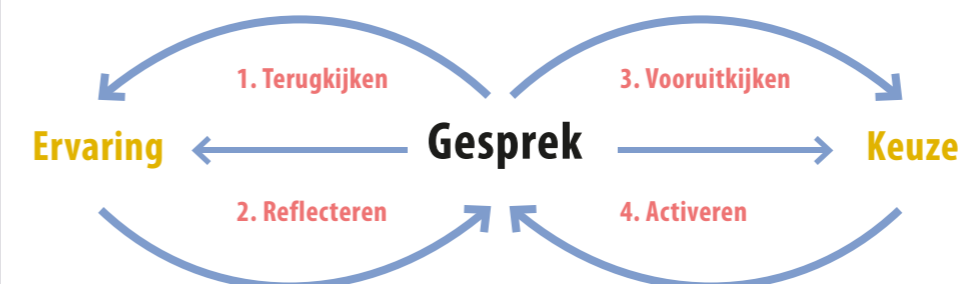 1. Terugkijken
3. Vooruitkijken
Ervaring
Gesprek
Keuze
2. Reflecteren
4. Activeren